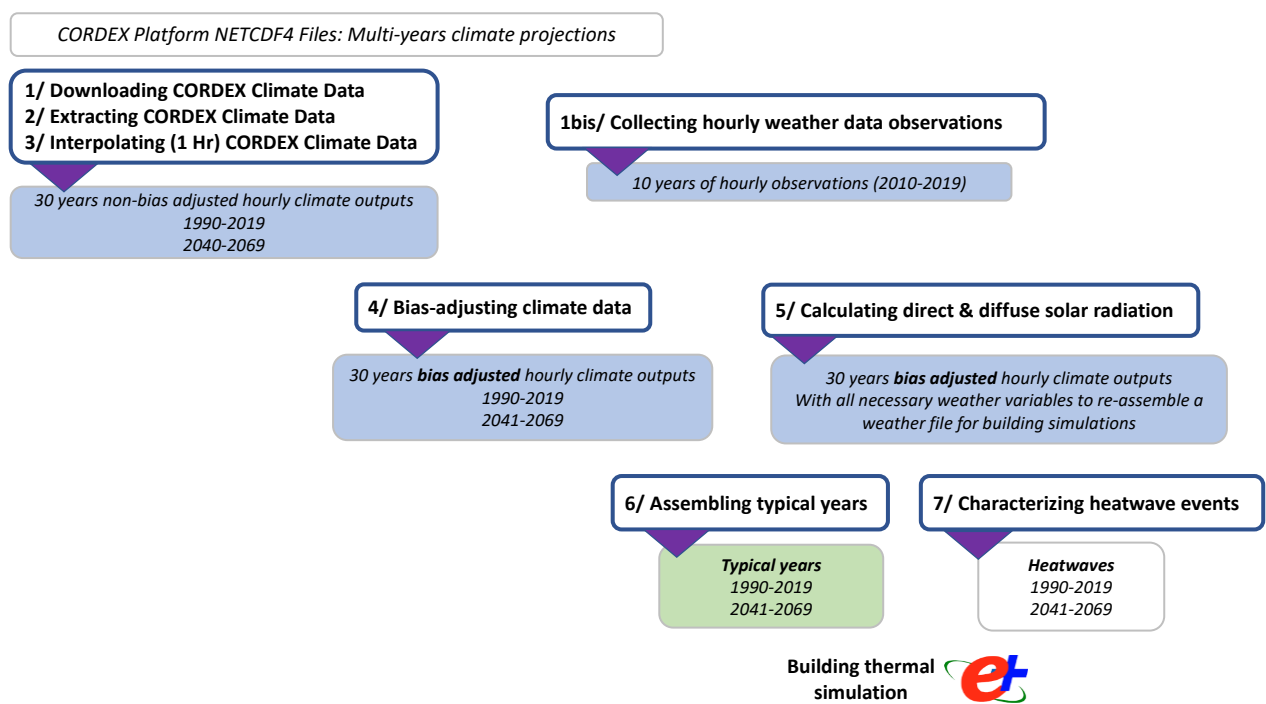 CORDEX Platform NETCDF4 Files: Multi-years climate projections
1/ Downloading CORDEX Climate Data
2/ Extracting CORDEX Climate Data
3/ Interpolating (1 Hr) CORDEX Climate Data
30 years non-bias adjusted hourly climate outputs
1990-2019
2040-2069
1bis/ Collecting hourly weather data observations
10 years of hourly observations (2010-2019)
4/ Bias-adjusting climate data
30 years bias adjusted hourly climate outputs
1990-2019
2041-2069
5/ Calculating direct & diffuse solar radiation
30 years bias adjusted hourly climate outputs
With all necessary weather variables to re-assemble a
weather file for building simulations
6/ Assembling typical years
Typical years
1990-2019
2041-2069
7/ Characterizing heatwave events
Heatwaves
1990-2019
2041-2069
Building thermal
simulation
e+